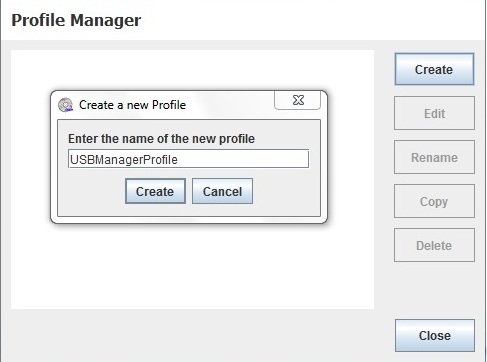 Profile Manager
Create
Create a new Profile
Edit
Enter the name of the new profile
USBManagerProfile
Rename
Create Cancel
Copy
Delete
Close